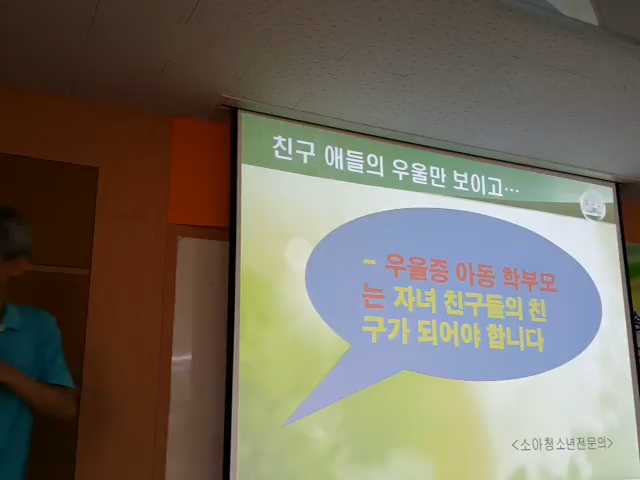 친구 애들의 우울만 보이고...
- 우울증 아동 학부모
는 자녀 친구들의 친
구가 되어야 합니다
<소아청소년전문의>